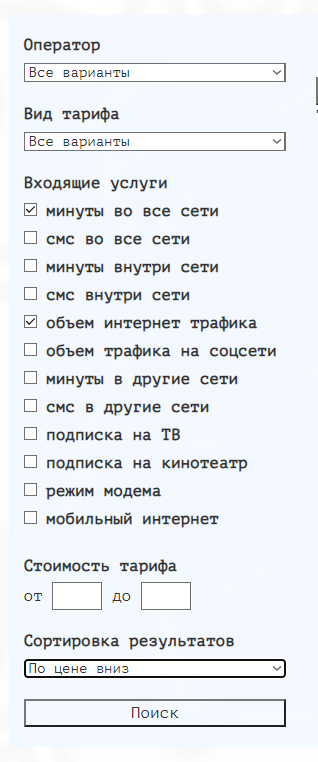 Оператор
Все варианты
Вид тарифа
Все варианты
Входящие услуги
минуты во все сети
смс во все сети
минуты внутри сети
смс внутри сети
объем интернет трафика
объем трафика на соцсети
минуты в другие сети
смс в другие сети
подписка на ТВ
подписка на кинотеатр
режим модема
мобильный интернет
Стоимость тарифа
от до
Сортировка результатов
По цене вниз
Поиск